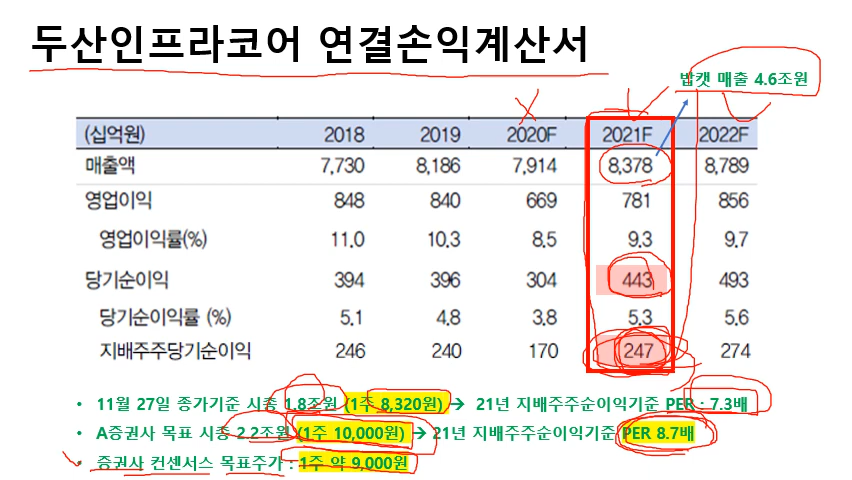 두산인프라코어 연결손익계산서
밥캣 매출 4.6조원
(십억원) 2018 2019 2020F 2021F 2022F
매출액 7,730 8,186 7,914 8,378 8,789
영업이익 848 840 669 781 856
영업이익률(%) 11.0 10.3 8.5 9.3 9.7
당기순이익 394 396 304 443 493
당기순이익률 (%) 5.1 4.8 3.8 5.3 5.6
지배주주당기순이익 246 240 170 247 274
• 11월 27일 종가기준 시총 1.8조원 (1주 8,320원) → 21년 지배주주순이익기준 PER : 7.3배
• A증권사 목표 시총 2.2조원 (1주 10,000원) → 21년 지배주주순이익기준 PER 8.7배
• 증권사 컨센서스 목표주가 : 1주 약 9,000원